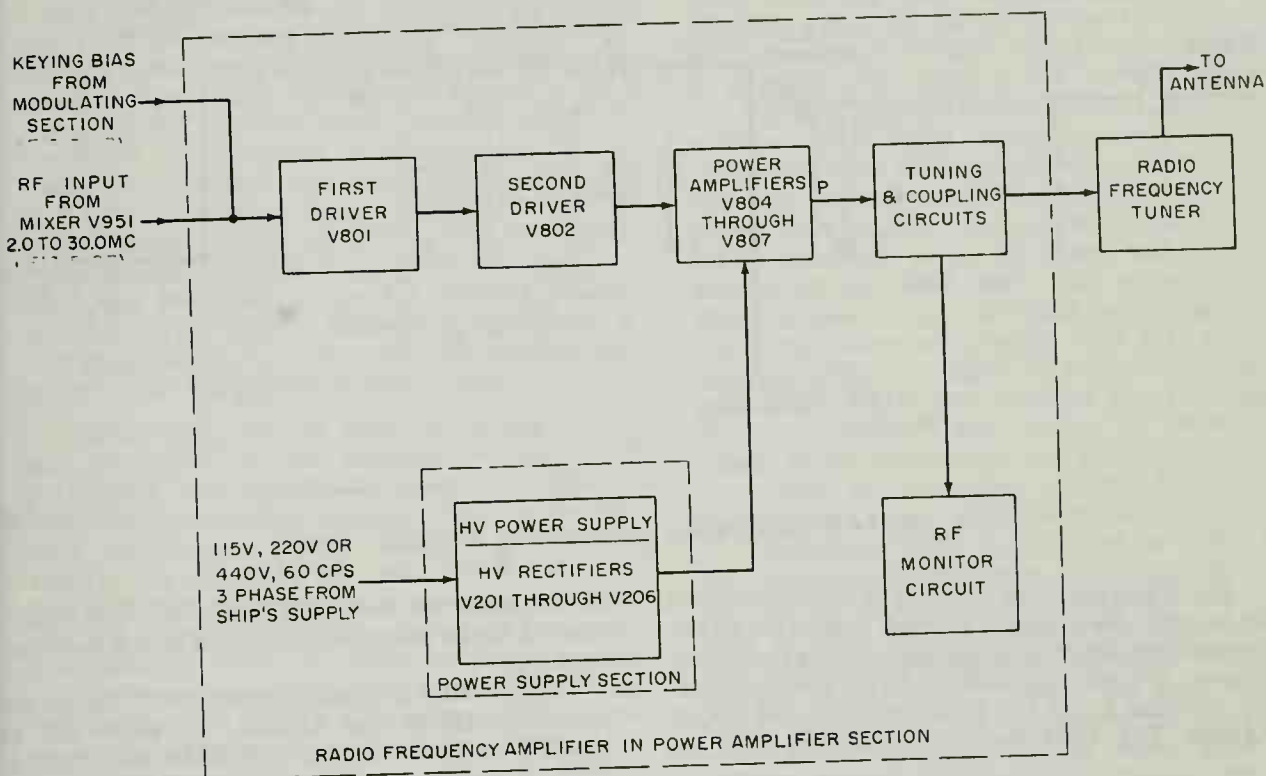 KEYING BIAS
FROM
MODULATING
SECTION
RF INPUT
FROM
MIXER V951
2.0 TO 30.0MC
FIRST
DRIVER
V801
SECOND
DRIVER
V802
POWER
AMPLIFIERS
V804
THROUGH
V807
P
TUNING
& COUPLING
CIRCUITS
RADIO
FREQUENCY
TUNER
TO
ANTENNA
RF
MONITOR
CIRCUIT
115V, 220V OR
440V, 60 CPS
3 PHASE FROM
SHIP'S SUPPLY
HV POWER SUPPLY
HV RECTIFIERS
V201 THROUGH V206
POWER SUPPLY SECTION
RADIO FREQUENCY AMPLIFIER IN POWER AMPLIFIER SECTION